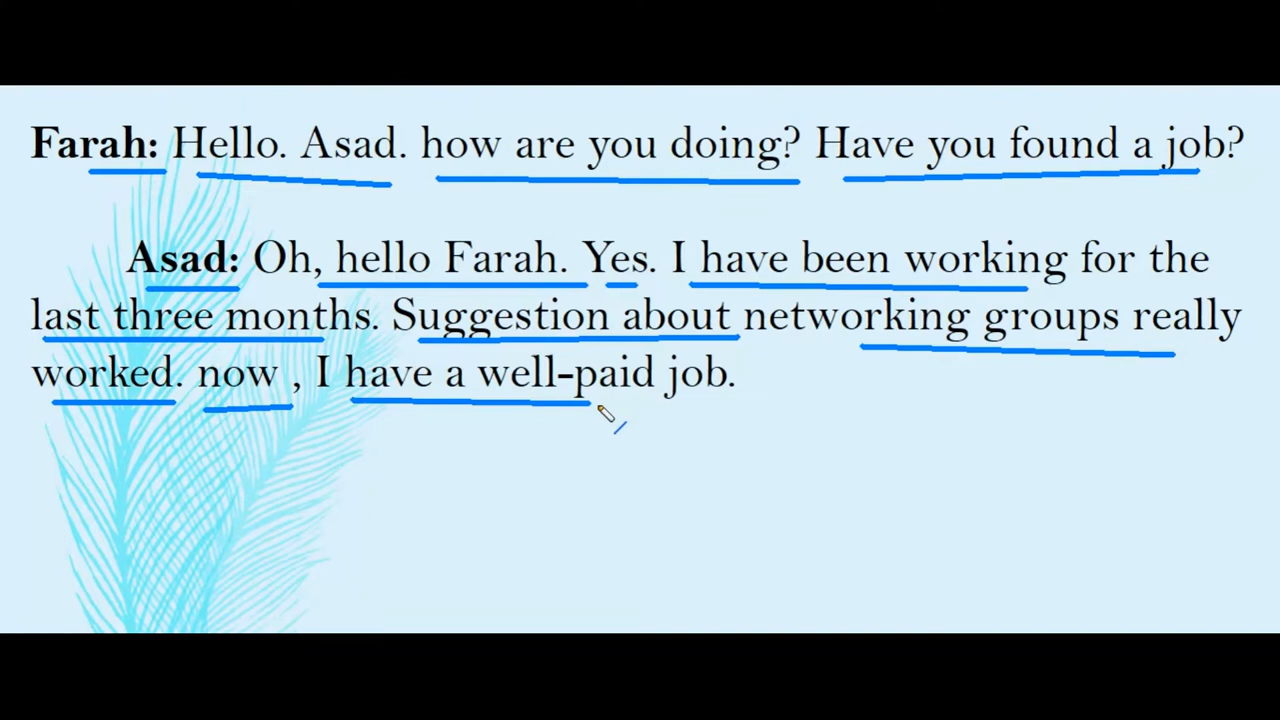 Farah: Hello. Asad. how are you doing? Have you found a job?
Asad: Oh, hello Farah. Yes. I have been working for the
last three months. Suggestion about networking groups really
worked. now , I have a well-paid job.